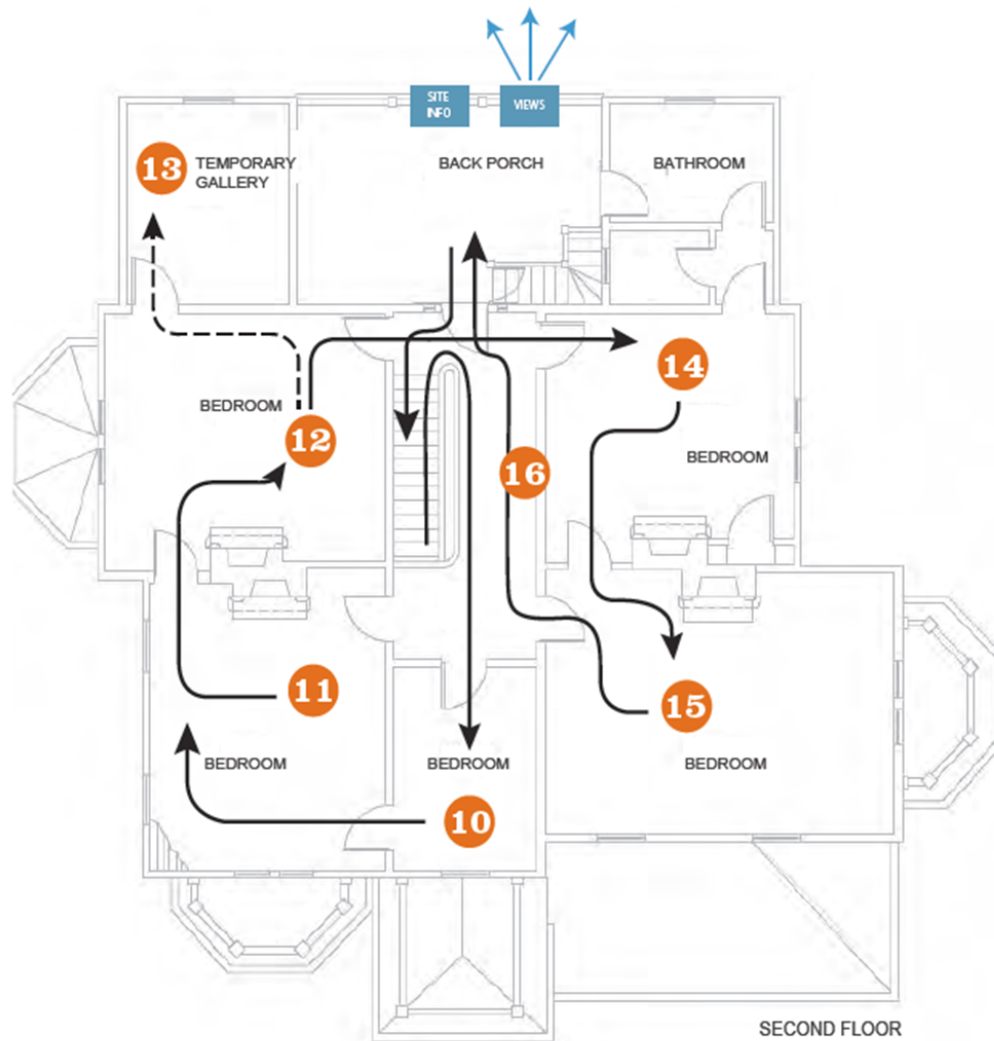 SITE
INFO
VIEWS
13
TEMPORARY
GALLERY
BACK PORCH
BATHROOM
14
BEDROOM
12
BEDROOM
16
11
15
BEDROOM
BEDROOM
BEDROOM
10
SECOND FLOOR